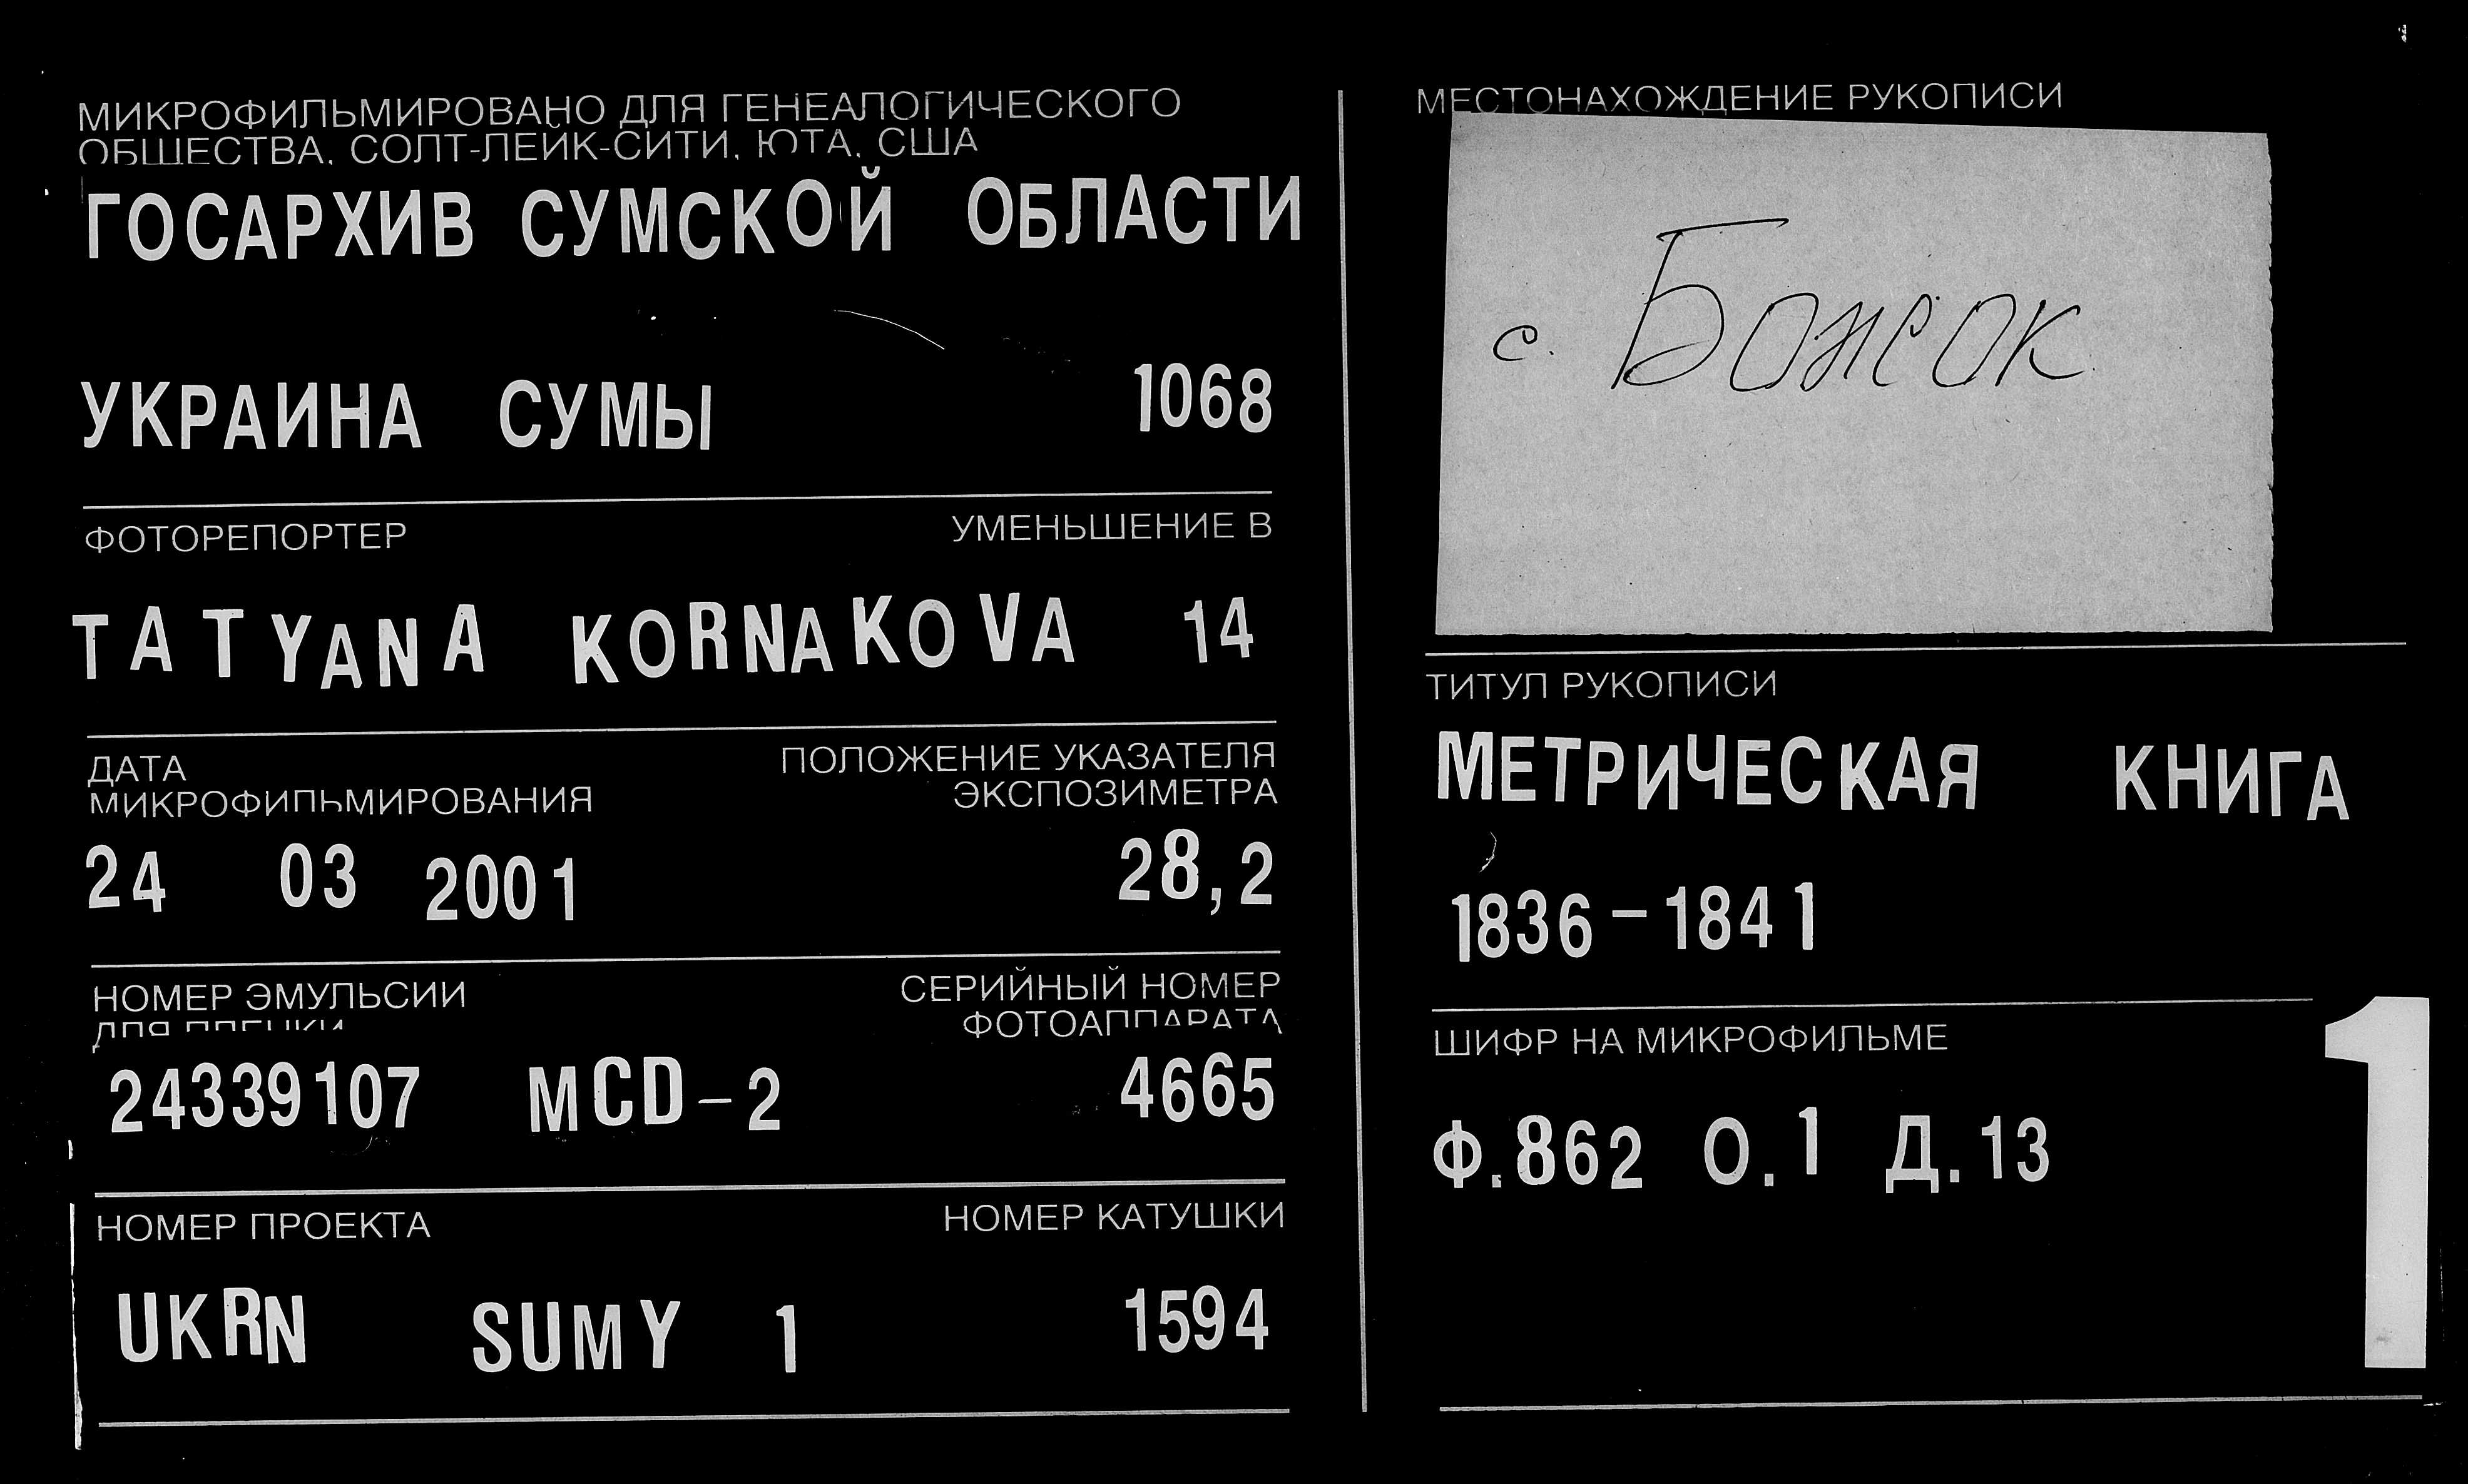 МИКРОФИЛЬМИРОВАНО ДЛЯ ГЕНЕАЛОГИЧЕСКОГО
ОБЩЕСТВА, СОЛТ-ЛЕЙК-СИТИ, ЮТА, США
ГОСАРХИВ СУМСКОЙ ОБЛАСТИ
УКРАИНА СУМЫ 1068
ФОТОРЕПОРТЕР УМЕНЬШЕНИЕ В
TATYANA KORNAKOVA 14
ДАТА ПОЛОЖЕНИЕ УКАЗАТЕЛЯ
МИКРОФИЛЬМИРОВАНИЯ ЭКСПОЗИМЕТРА
24 03 2001 28,2
НОМЕР ЭМУЛЬСИИ СЕРИЙНЫЙ НОМЕР
ДЛЯ ПЛЕНКИ ФОТОАППАРАТА
24339107 MCD-2 4665
НОМЕР ПРОЕКТА НОМЕР КАТУШКИ
UKRN SUMY 1 1594
МЕСТОНАХОЖДЕНИЕ РУКОПИСИ
с. Божок
ТИТУЛ РУКОПИСИ
МЕТРИЧЕСКАЯ КНИГА
1836-1841
ШИФР НА МИКРОФИЛЬМЕ
Ф.862 О.1 Д.13
1